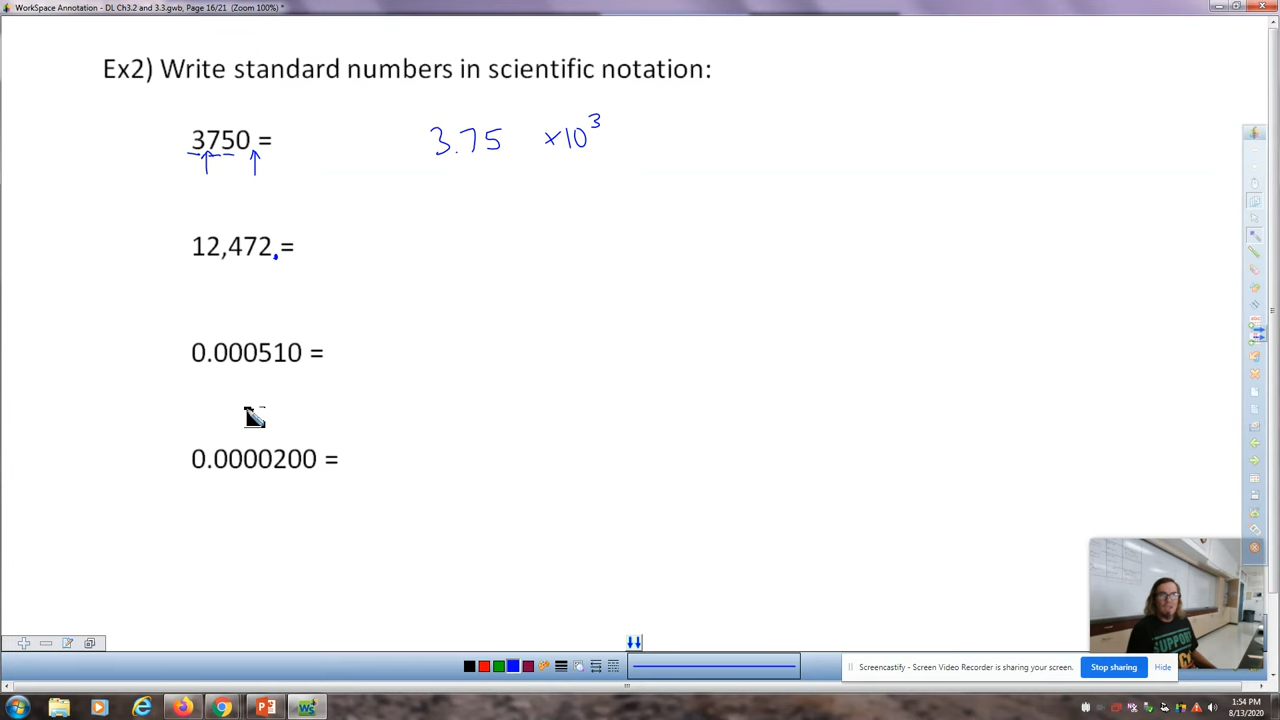 WorkSpace Annotation - DL Ch3.2 and 3.3.gwb, Page 16/21 (Zoom 100%) *
Ex2) Write standard numbers in scientific notation:
3750 = 3.75 ×10³
12,472. =
0.000510 =
0.0000200 =
SUPPORT
Screencastify - Screen Video Recorder is sharing your screen. Stop sharing Hide
1:54 PM
8/13/2020